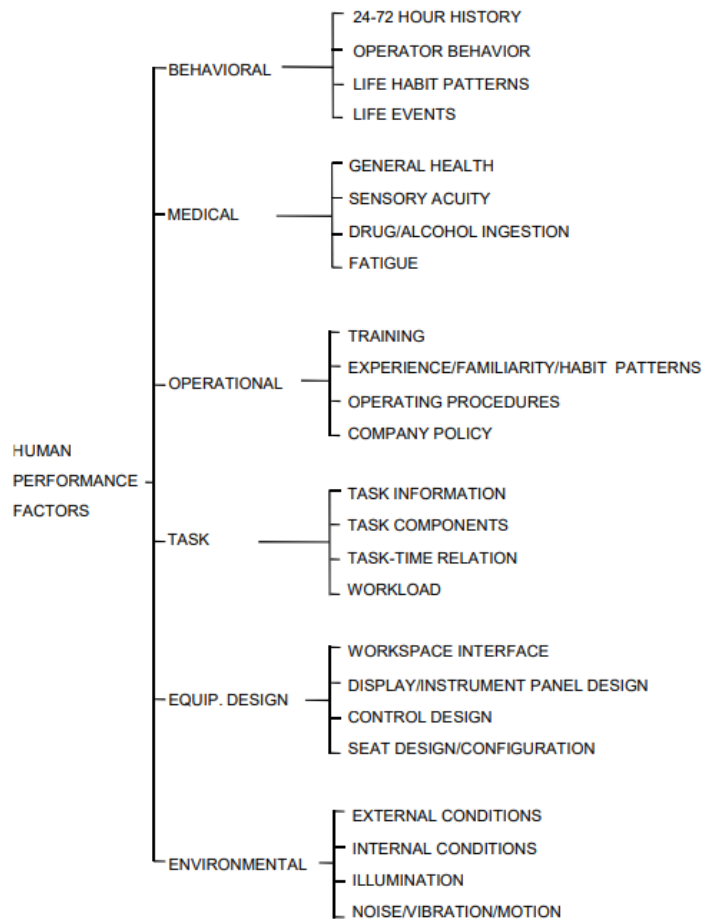 24-72 HOUR HISTORY
OPERATOR BEHAVIOR
BEHAVIORAL
LIFE HABIT PATTERNS
LIFE EVENTS
GENERAL HEALTH
SENSORY ACUITY
MEDICAL
DRUG/ALCOHOL INGESTION
FATIGUE
TRAINING
EXPERIENCE/FAMILIARITY/HABIT PATTERNS
OPERATIONAL
OPERATING PROCEDURES
COMPANY POLICY
HUMAN
PERFORMANCE
FACTORS
TASK INFORMATION
TASK COMPONENTS
TASK
TASK-TIME RELATION
WORKLOAD
WORKSPACE INTERFACE
DISPLAY/INSTRUMENT PANEL DESIGN
EQUIP. DESIGN
CONTROL DESIGN
SEAT DESIGN/CONFIGURATION
EXTERNAL CONDITIONS
INTERNAL CONDITIONS
ENVIRONMENTAL
ILLUMINATION
NOISE/VIBRATION/MOTION